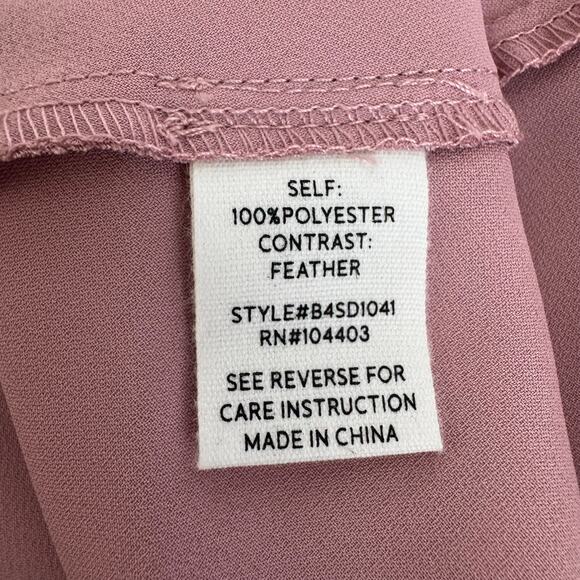 SELF:
100%POLYESTER
CONTRAST:
FEATHER
STYLE#B4SD1041
RN#104403
SEE REVERSE FOR
CARE INSTRUCTION
MADE IN CHINA